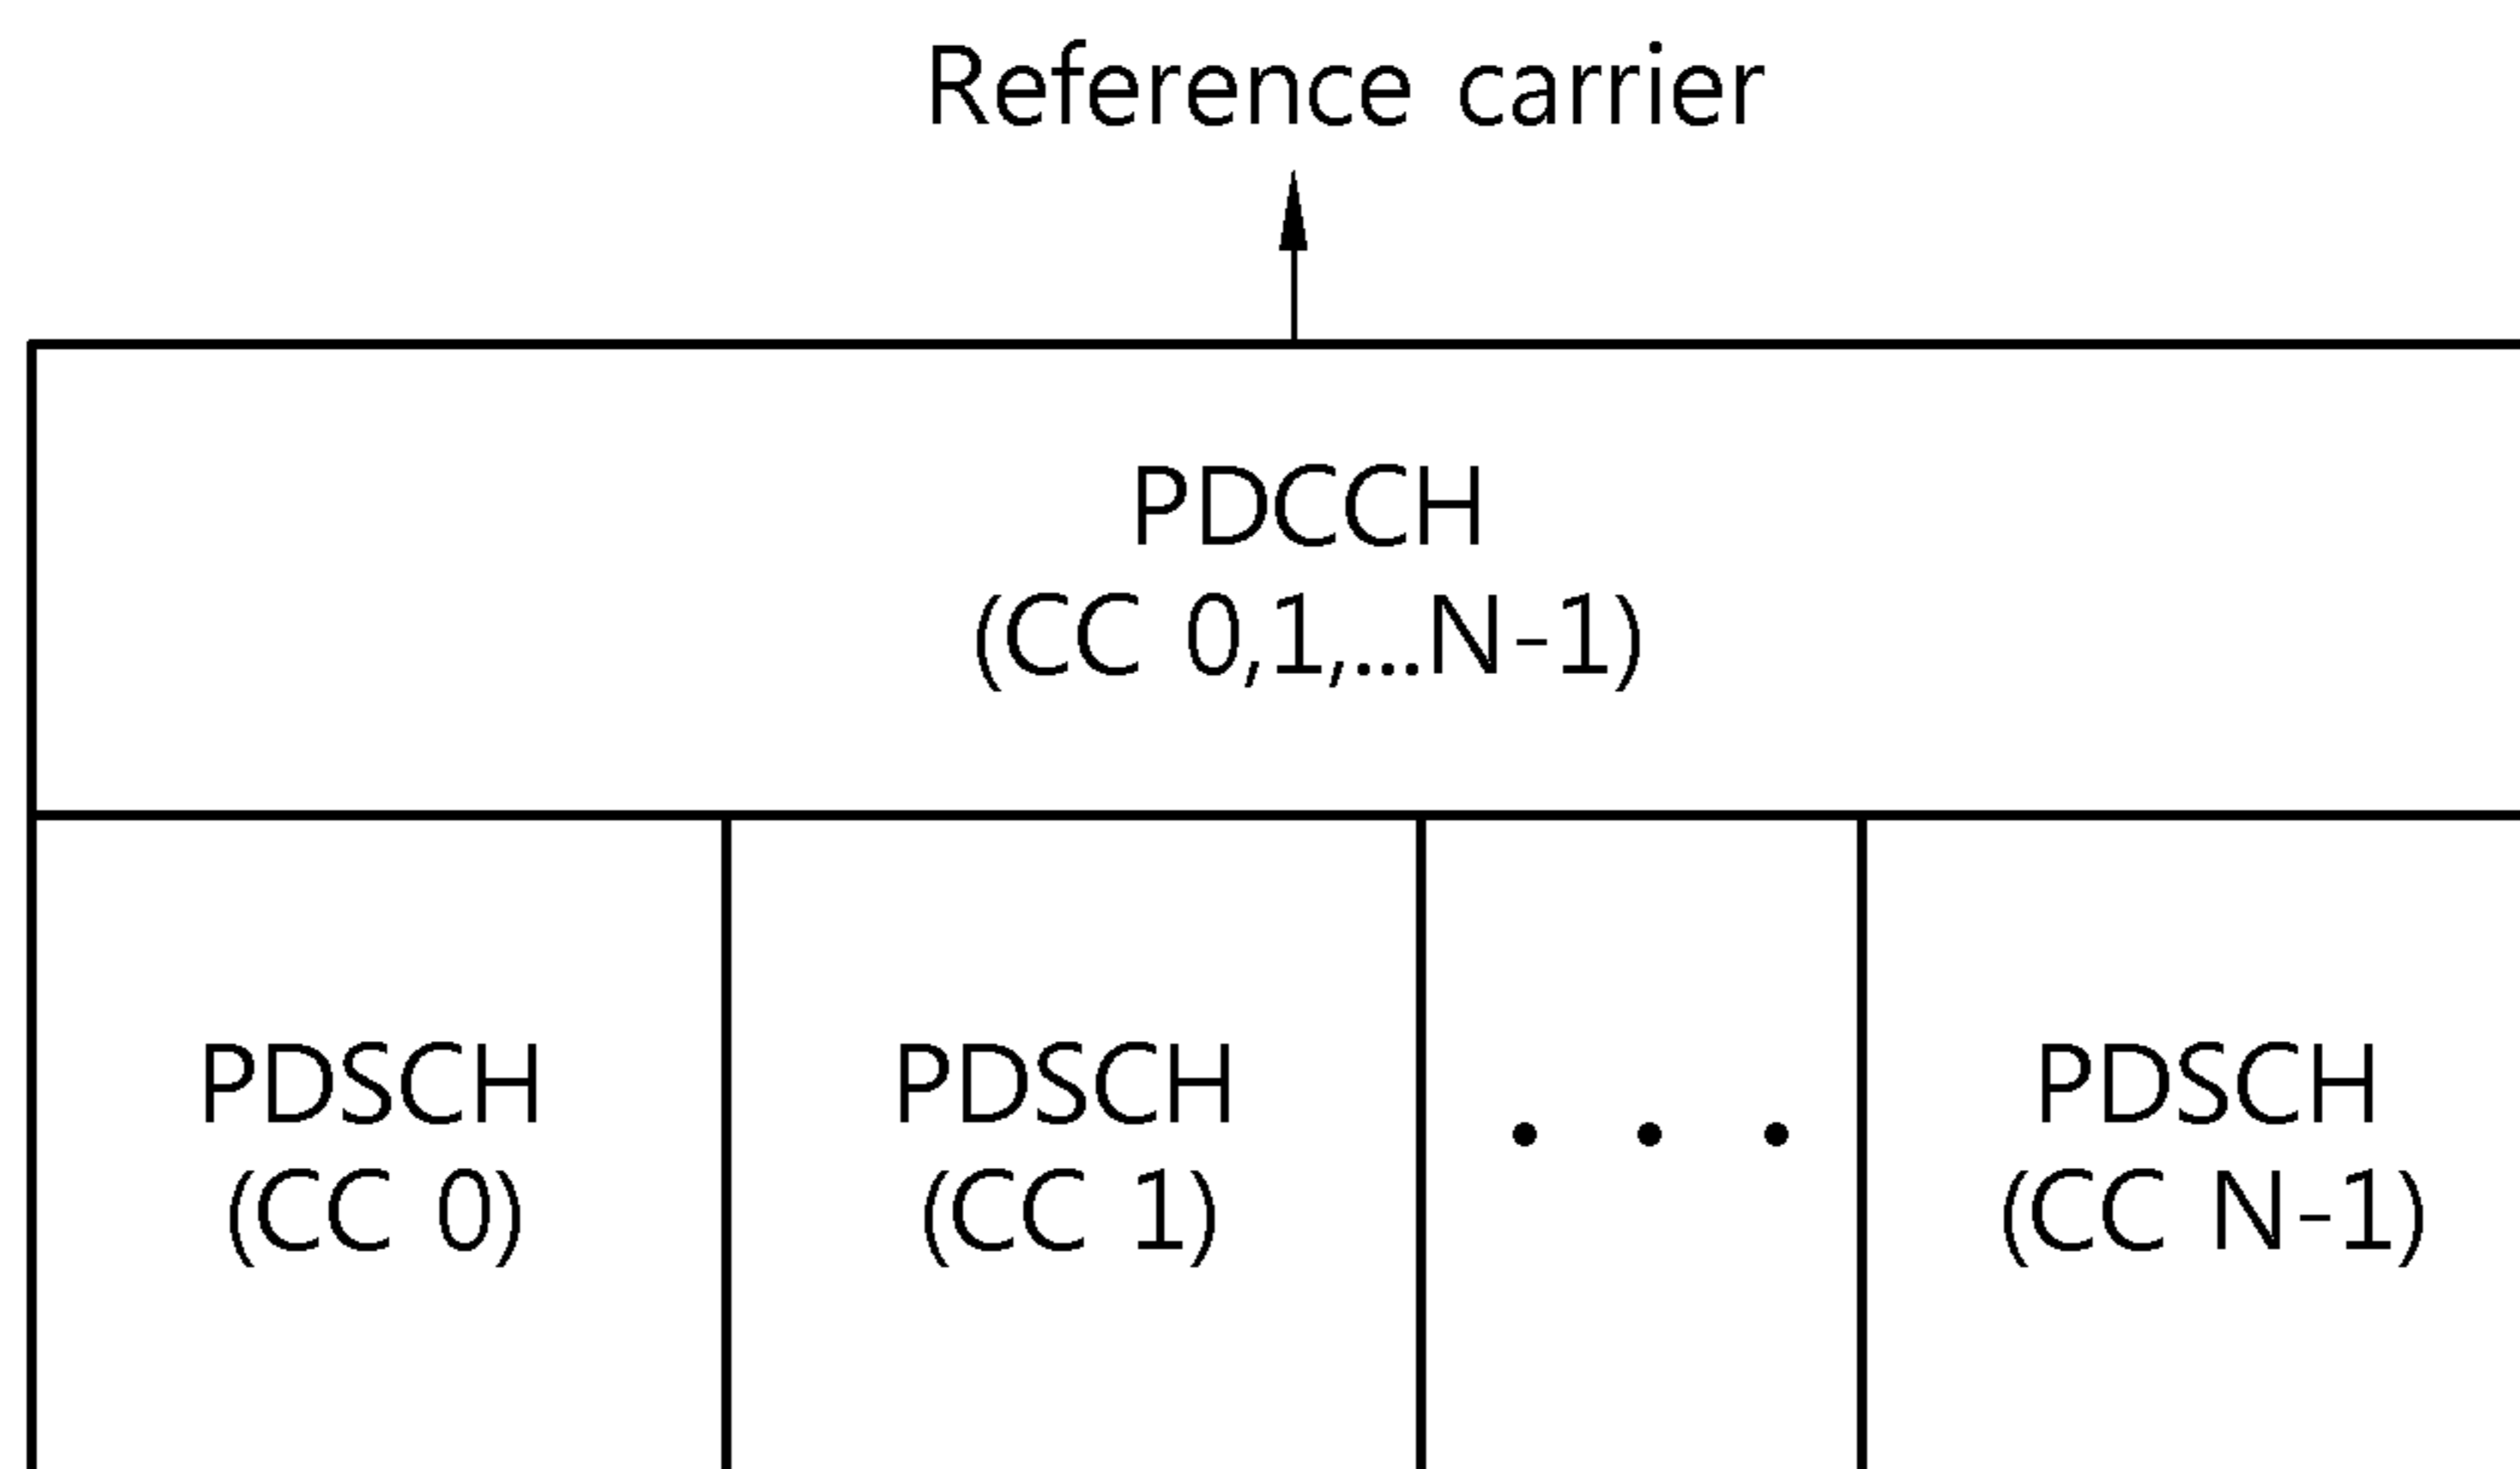 Reference carrier
PDCCH
(CC 0,1,...N-1)
PDSCH
(CC 0)
PDSCH
(CC 1)
• • •
PDSCH
(CC N-1)